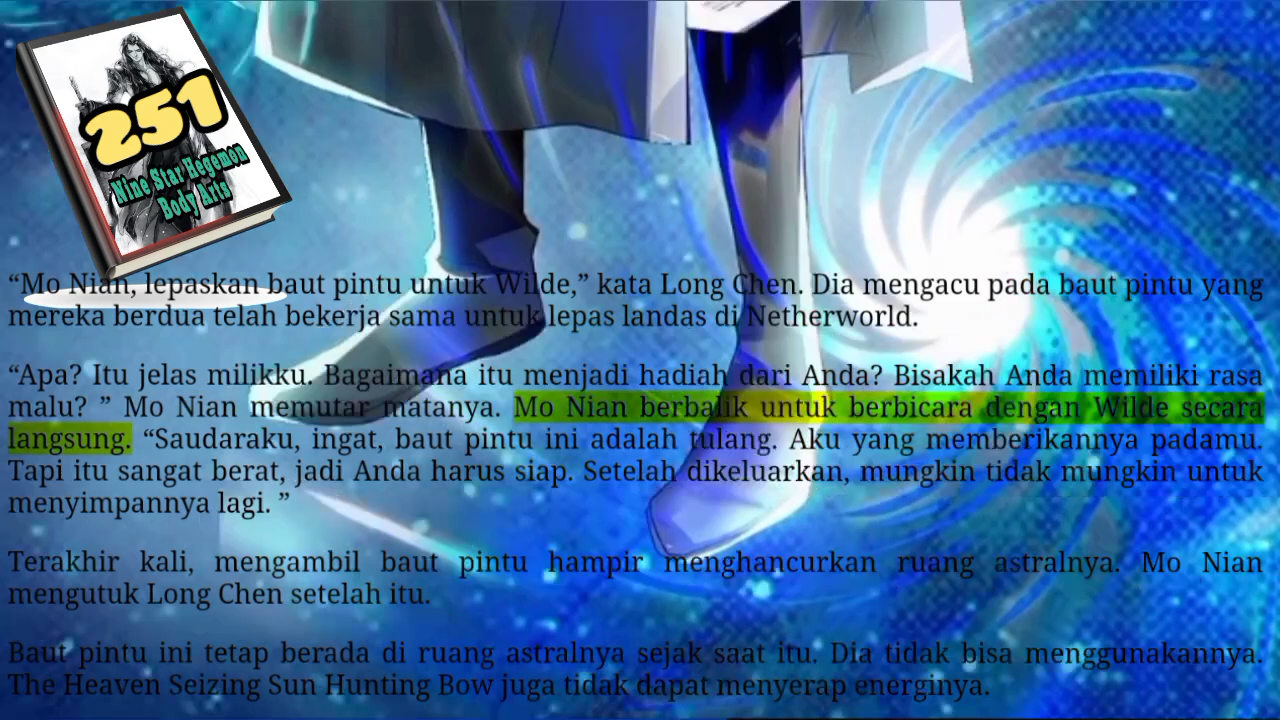 251
Nine Star Hegemon
Body Arts
“Mo Nian, lepaskan baut pintu untuk Wilde,” kata Long Chen. Dia mengacu pada baut pintu yang
mereka berdua telah bekerja sama untuk lepas landas di Netherworld.
“Apa? Itu jelas milikku. Bagaimana itu menjadi hadiah dari Anda? Bisakah Anda memiliki rasa
malu? ” Mo Nian memutar matanya. Mo Nian berbalik untuk berbicara dengan Wilde secara
langsung. “Saudaraku, ingat, baut pintu ini adalah tulang. Aku yang memberikannya padamu.
Tapi itu sangat berat, jadi Anda harus siap. Setelah dikeluarkan, mungkin tidak mungkin untuk
menyimpannya lagi. ”
Terakhir kali, mengambil baut pintu hampir menghancurkan ruang astralnya. Mo Nian
mengutuk Long Chen setelah itu.
Baut pintu ini tetap berada di ruang astralnya sejak saat itu. Dia tidak bisa menggunakannya.
The Heaven Seizing Sun Hunting Bow juga tidak dapat menyerap energinya.